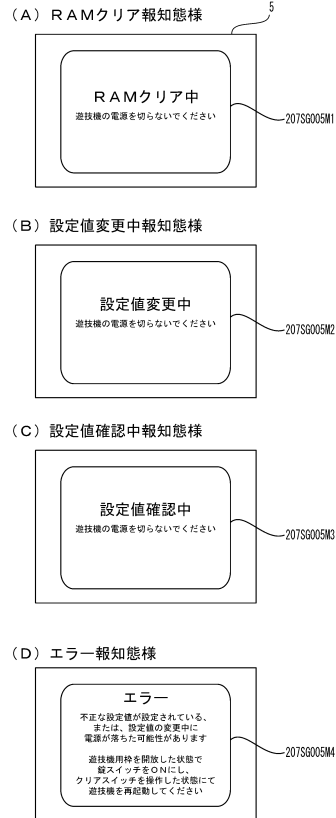 （A）RAMクリア報知態様
5
RAMクリア中
遊技機の電源を切らないでください
207SG005M1
（B）設定値変更中報知態様
設定値変更中
遊技機の電源を切らないでください
207SG005M2
（C）設定値確認中報知態様
設定値確認中
遊技機の電源を切らないでください
207SG005M3
（D）エラー報知態様
エラー
不正な設定値が設定されている、
または、設定値の変更中に
電源が落ちた可能性があります
遊技機用枠を開放した状態で
錠スイッチをONにし、
クリアスイッチを操作した状態にて
遊技機を再起動してください
207SG005M4